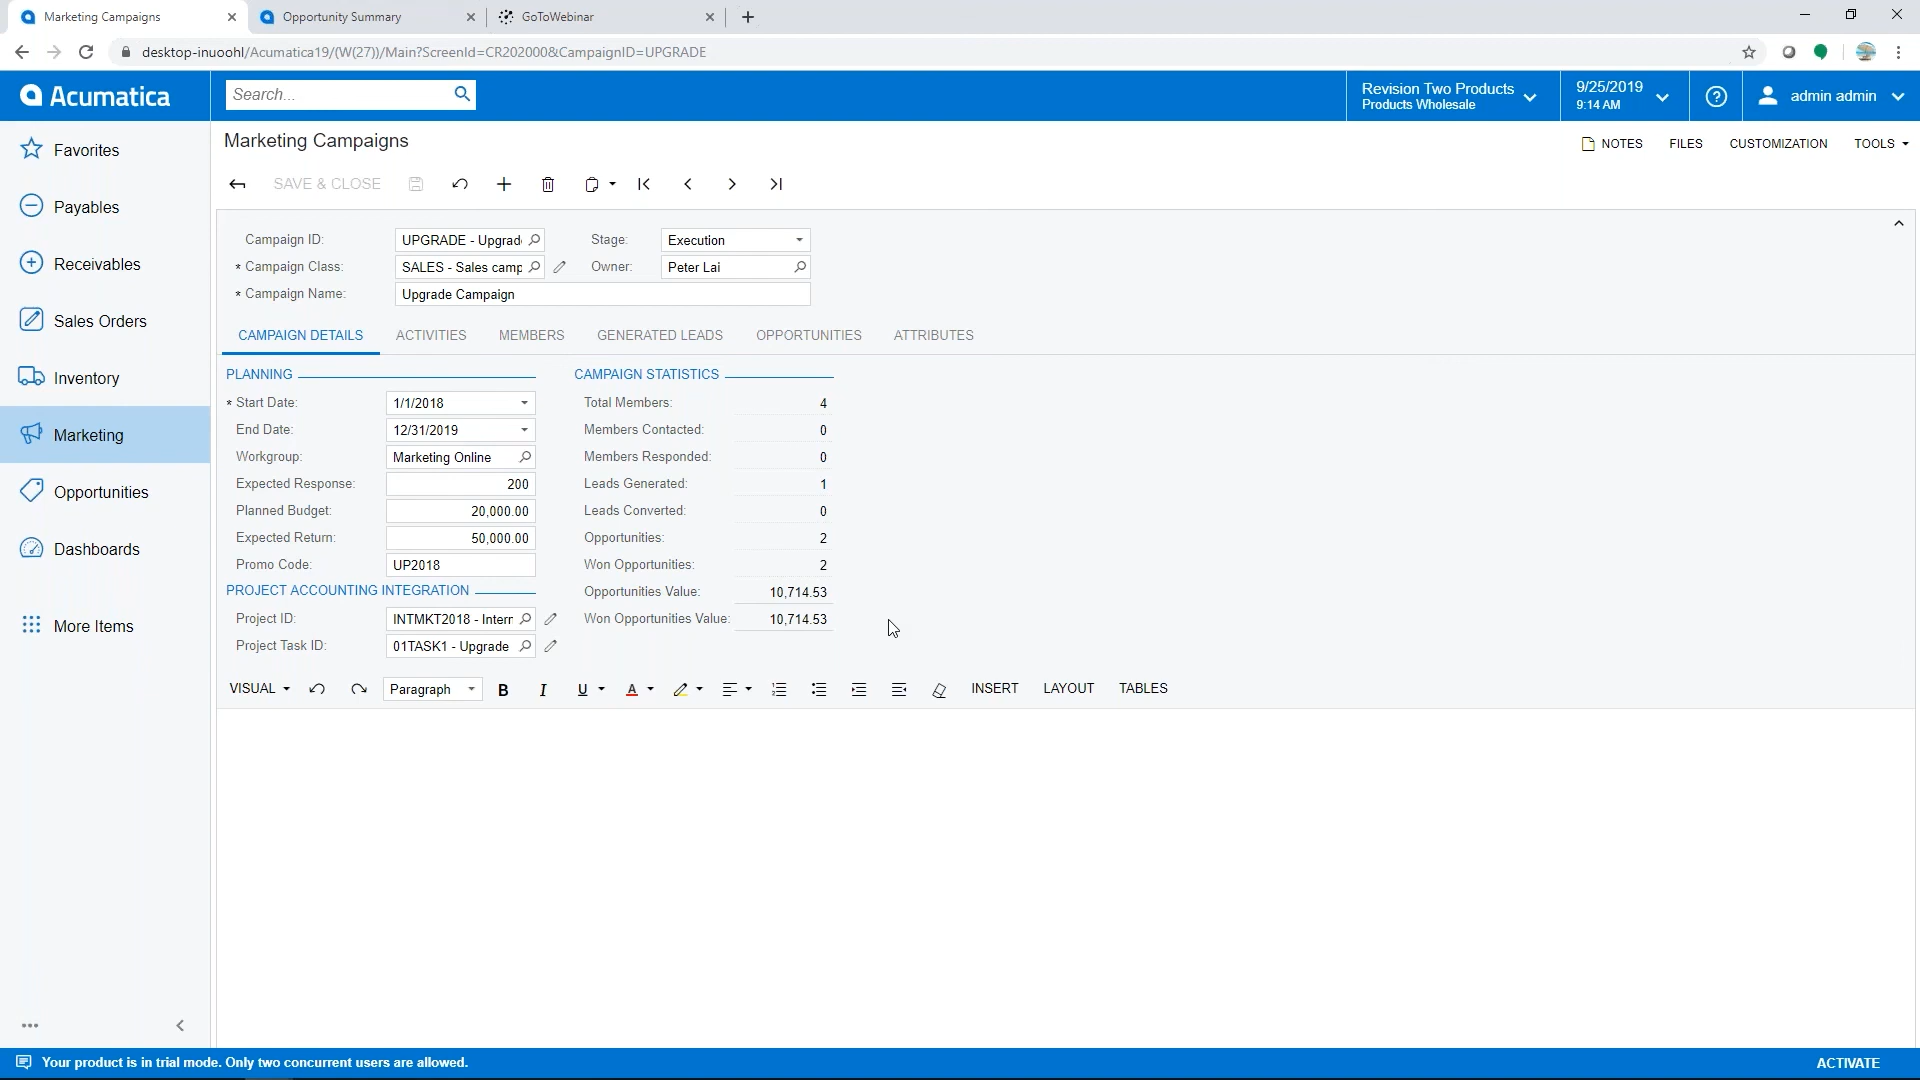 Marketing Campaigns
Opportunity Summary
GoToWebinar
desktop-inuoohl/Acumatica19/(W(27))/Main?ScreenId=CR202000&CampaignID=UPGRADE
Acumatica
Search...
Revision Two Products
Products Wholesale
9/25/2019
9:14 AM
admin admin
Favorites
Payables
Receivables
Sales Orders
Inventory
Marketing
Opportunities
Dashboards
More Items
Marketing Campaigns
NOTES FILES CUSTOMIZATION TOOLS
SAVE & CLOSE
Campaign ID: UPGRADE - Upgrad Stage: Execution
* Campaign Class: SALES - Sales camp Owner: Peter Lai
* Campaign Name: Upgrade Campaign
CAMPAIGN DETAILS ACTIVITIES MEMBERS GENERATED LEADS OPPORTUNITIES ATTRIBUTES
PLANNING
* Start Date: 1/1/2018
End Date: 12/31/2019
Workgroup: Marketing Online
Expected Response: 200
Planned Budget: 20,000.00
Expected Return: 50,000.00
Promo Code: UP2018
PROJECT ACCOUNTING INTEGRATION
Project ID: INTMKT2018 - Intern
Project Task ID: 01TASK1 - Upgrade
CAMPAIGN STATISTICS
Total Members: 4
Members Contacted: 0
Members Responded: 0
Leads Generated: 1
Leads Converted: 0
Opportunities: 2
Won Opportunities: 2
Opportunities Value: 10,714.53
Won Opportunities Value: 10,714.53
VISUAL Paragraph B I U A INSERT LAYOUT TABLES
Your product is in trial mode. Only two concurrent users are allowed.
ACTIVATE